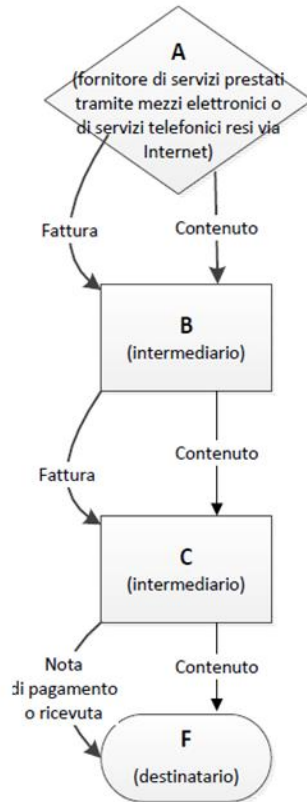 A
(fornitore di servizi prestati
tramite mezzi elettronici o
di servizi telefonici resi via
Internet)
Fattura
Contenuto
B
(intermediario)
Contenuto
Fattura
C
(intermediario)
Nota
di pagamento
o ricevuta
Contenuto
F
(destinatario)